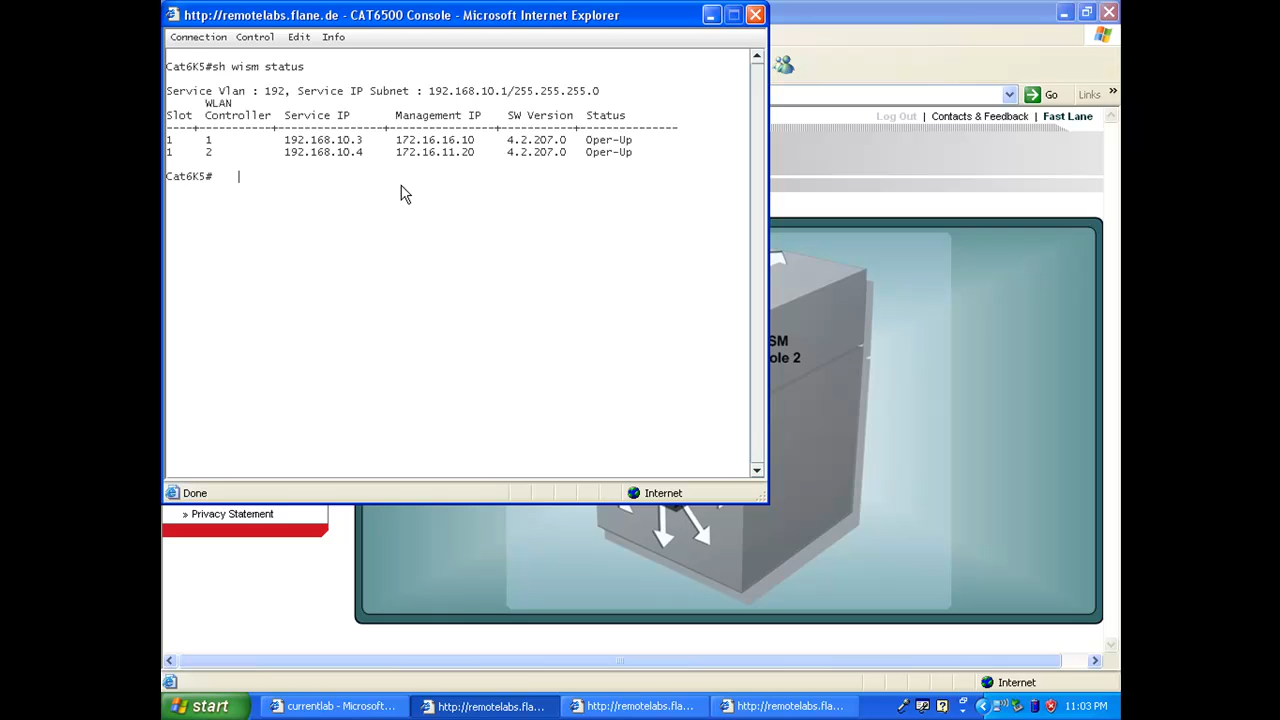 http://remotelabs.flane.de - CAT6500 Console - Microsoft Internet Explorer
Connection Control Edit Info
Cat6K5#sh wism status
Service Vlan : 192, Service IP Subnet : 192.168.10.1/255.255.255.0
WLAN
Slot Controller Service IP Management IP SW Version Status
----+-----------+----------------+----------------+-----------+---------------
1 1 192.168.10.3 172.16.16.10 4.2.207.0 Oper-Up
1 2 192.168.10.4 172.16.11.20 4.2.207.0 Oper-Up
Cat6K5#
Done Internet
Go Links »
Log Out | Contacts & Feedback | Fast Lane
SM
ole 2
» Privacy Statement
Internet
start currentlab - Microsoft... http://remotelabs.fla... http://remotelabs.fla... http://remotelabs.fla... 11:03 PM